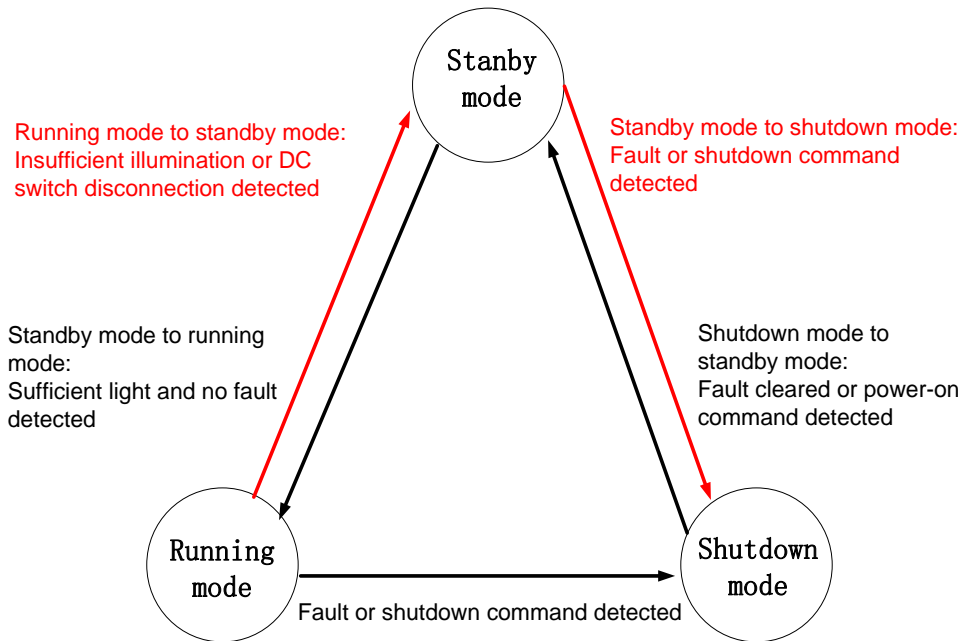 Stanby
mode
Running mode to standby mode:
Insufficient illumination or DC
switch disconnection detected
Standby mode to shutdown mode:
Fault or shutdown command
detected
Standby mode to running
mode:
Sufficient light and no fault
detected
Shutdown mode to
standby mode:
Fault cleared or power-on
command detected
Running
mode
Shutdown
mode
Fault or shutdown command detected